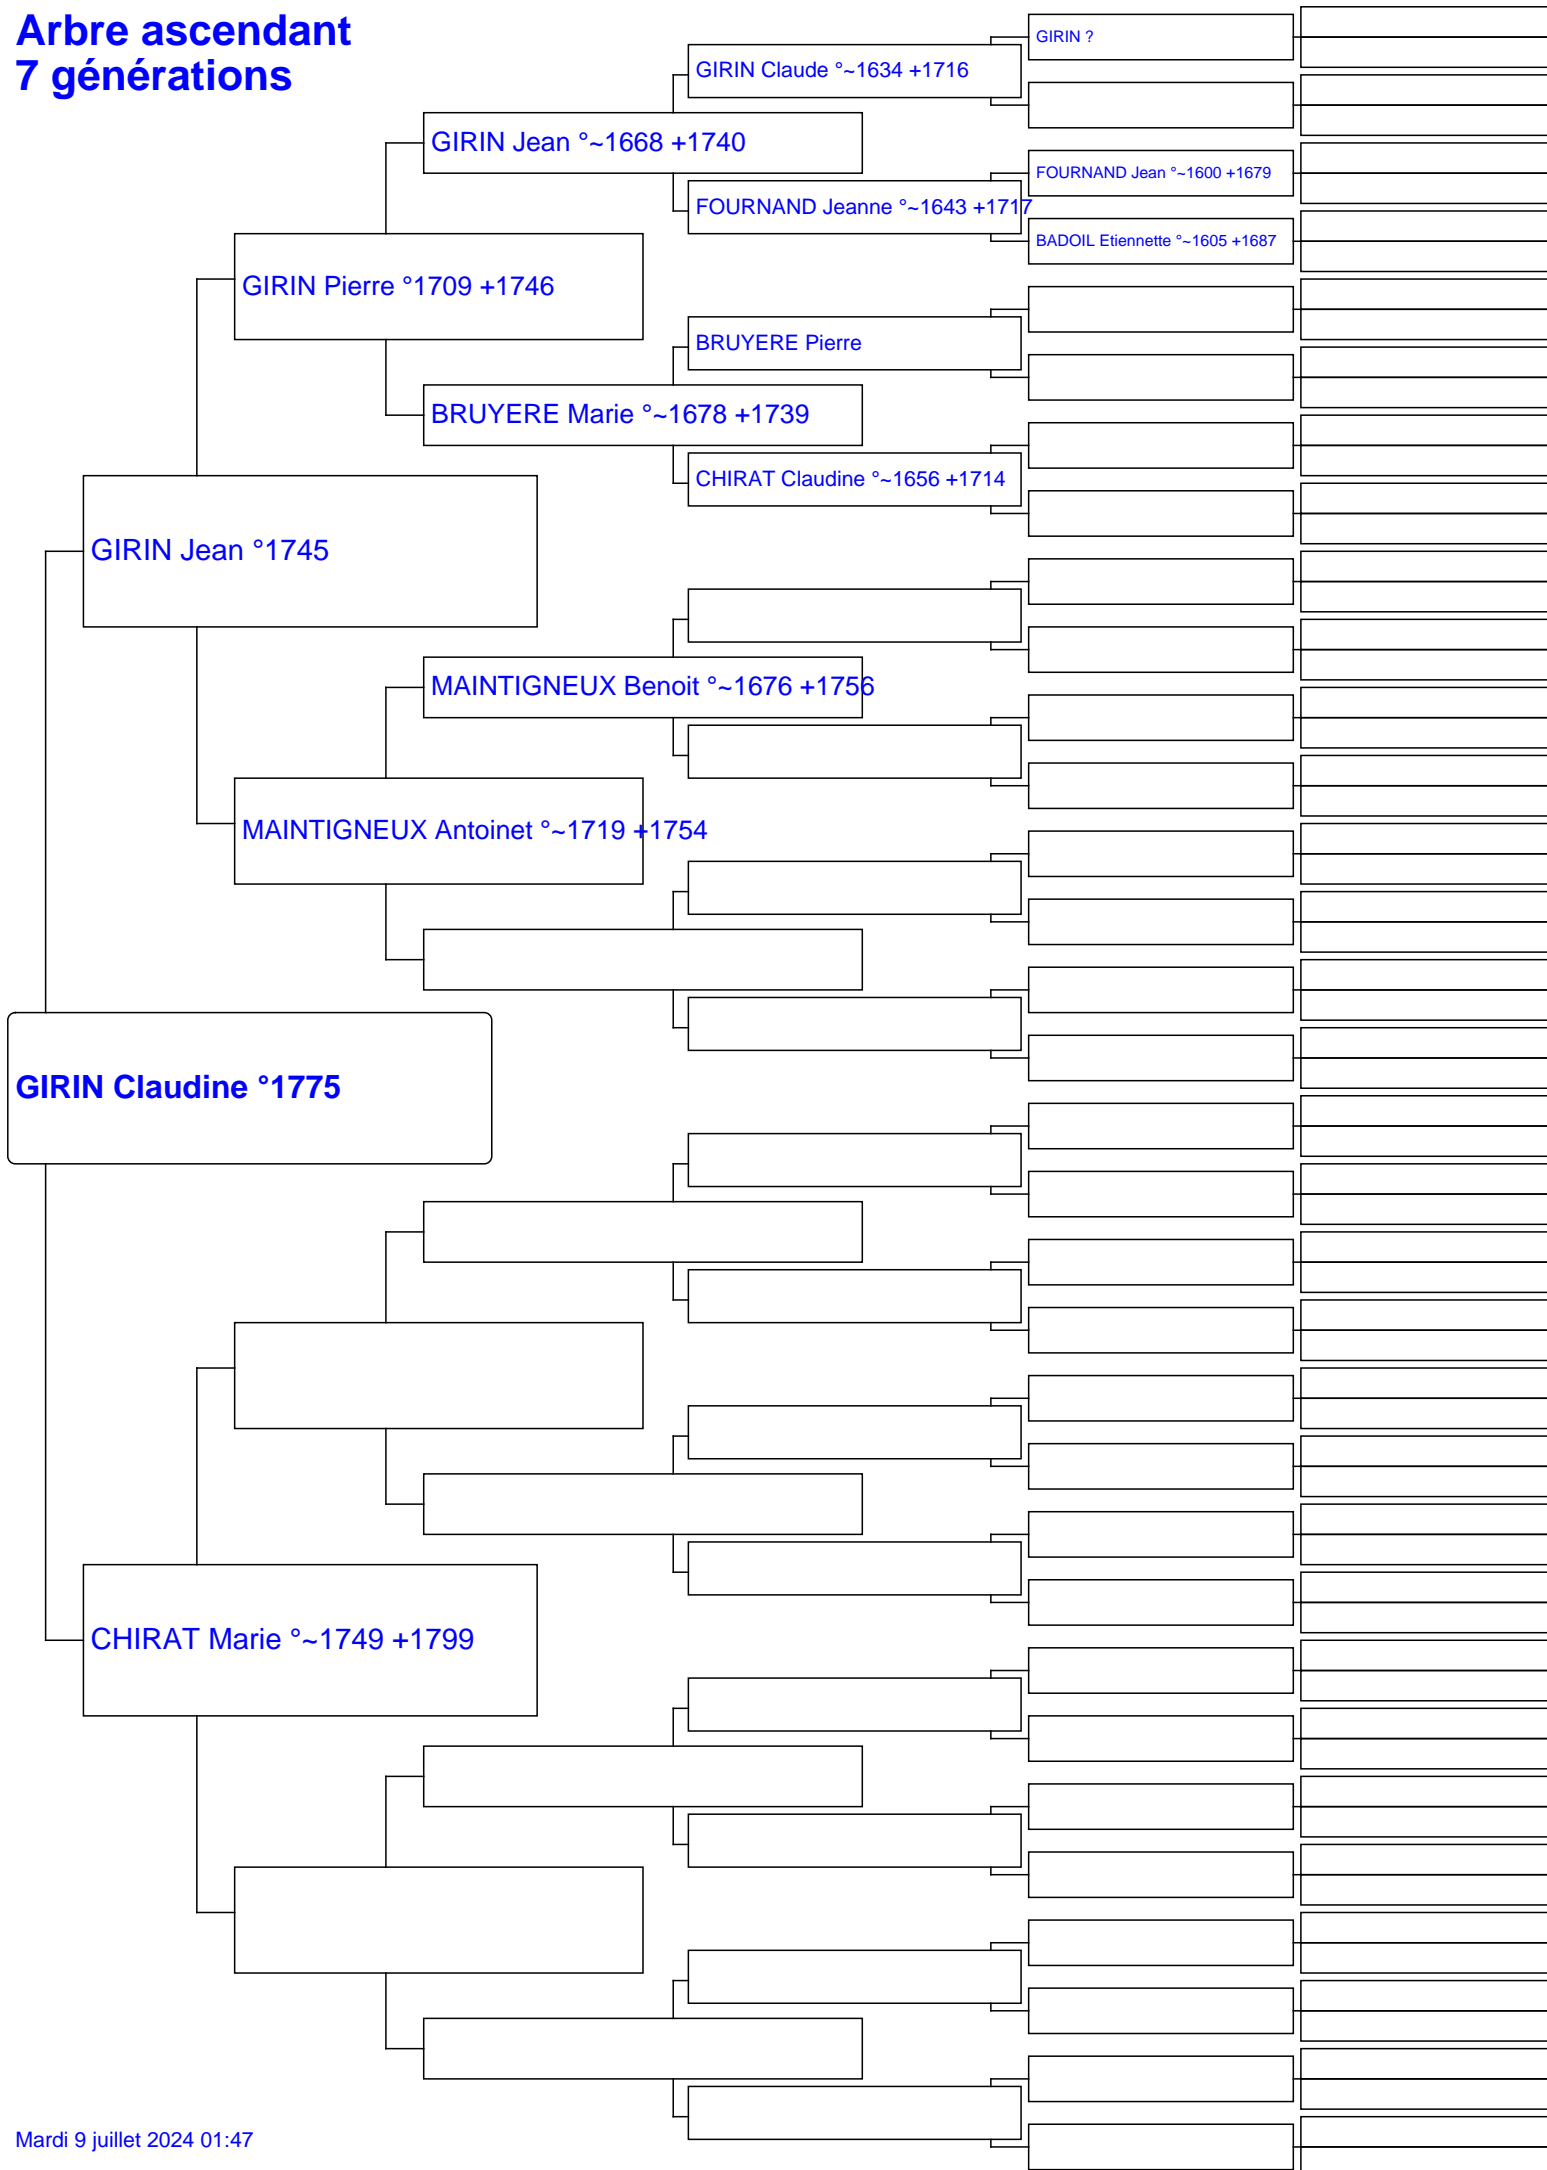 Arbre ascendant
7 générations
GIRIN ?
GIRIN Claude °~1634 +1716
GIRIN Jean °~1668 +1740
FOURNAND Jean °~1600 +1679
FOURNAND Jeanne °~1643 +1717
BADOIL Etiennette °~1605 +1687
GIRIN Pierre °1709 +1746
BRUYERE Pierre
BRUYERE Marie °~1678 +1739
CHIRAT Claudine °~1656 +1714
GIRIN Jean °1745
MAINTIGNEUX Benoit °~1676 +1756
MAINTIGNEUX Antoinet °~1719 +1754
GIRIN Claudine °1775
CHIRAT Marie °~1749 +1799
Mardi 9 juillet 2024 01:47